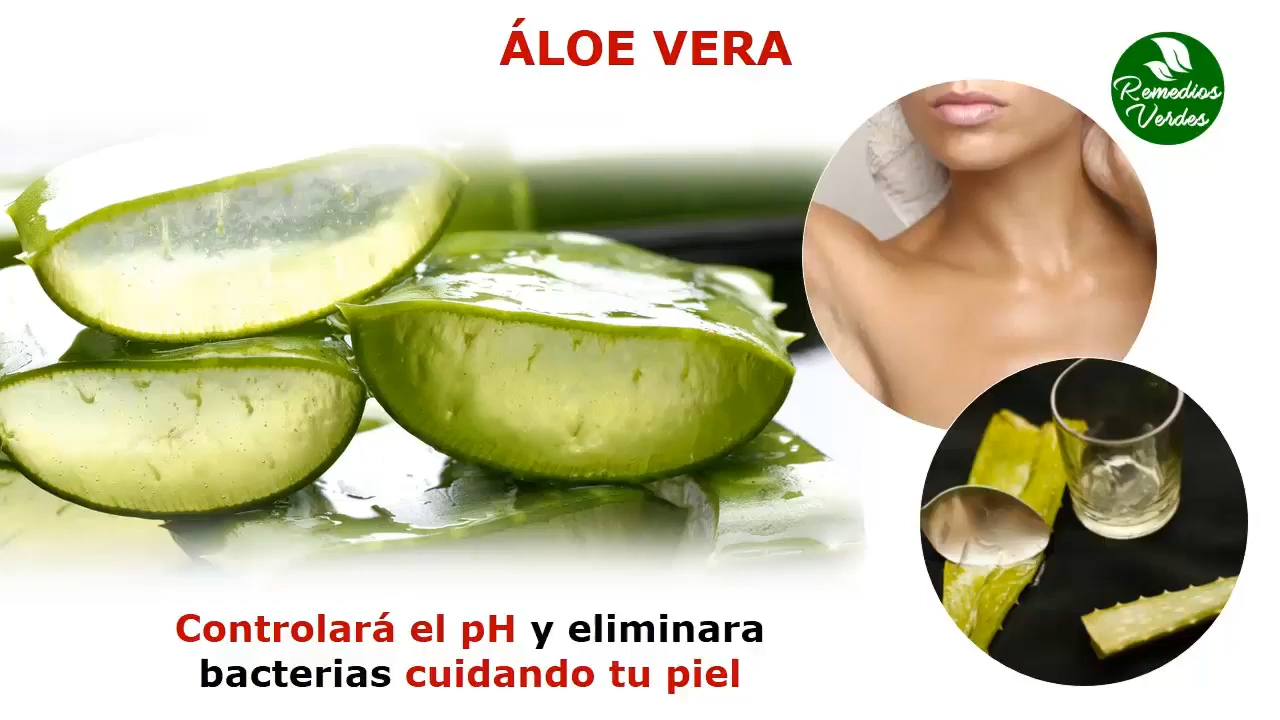 ÁLOE VERA
Remedios
Verdes
Controlará el pH y eliminara
bacterias cuidando tu piel